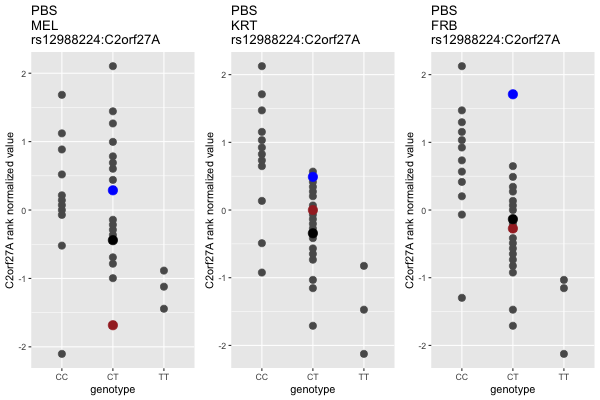 PBS
MEL
rs12988224:C2orf27A
C2orf27A rank normalized value
2
1
0
-1
-2
CC
CT
TT
genotype
PBS
KRT
rs12988224:C2orf27A
C2orf27A rank normalized value
2
1
0
-1
-2
CC
CT
TT
genotype
PBS
FRB
rs12988224:C2orf27A
C2orf27A rank normalized value
2
1
0
-1
-2
CC
CT
TT
genotype